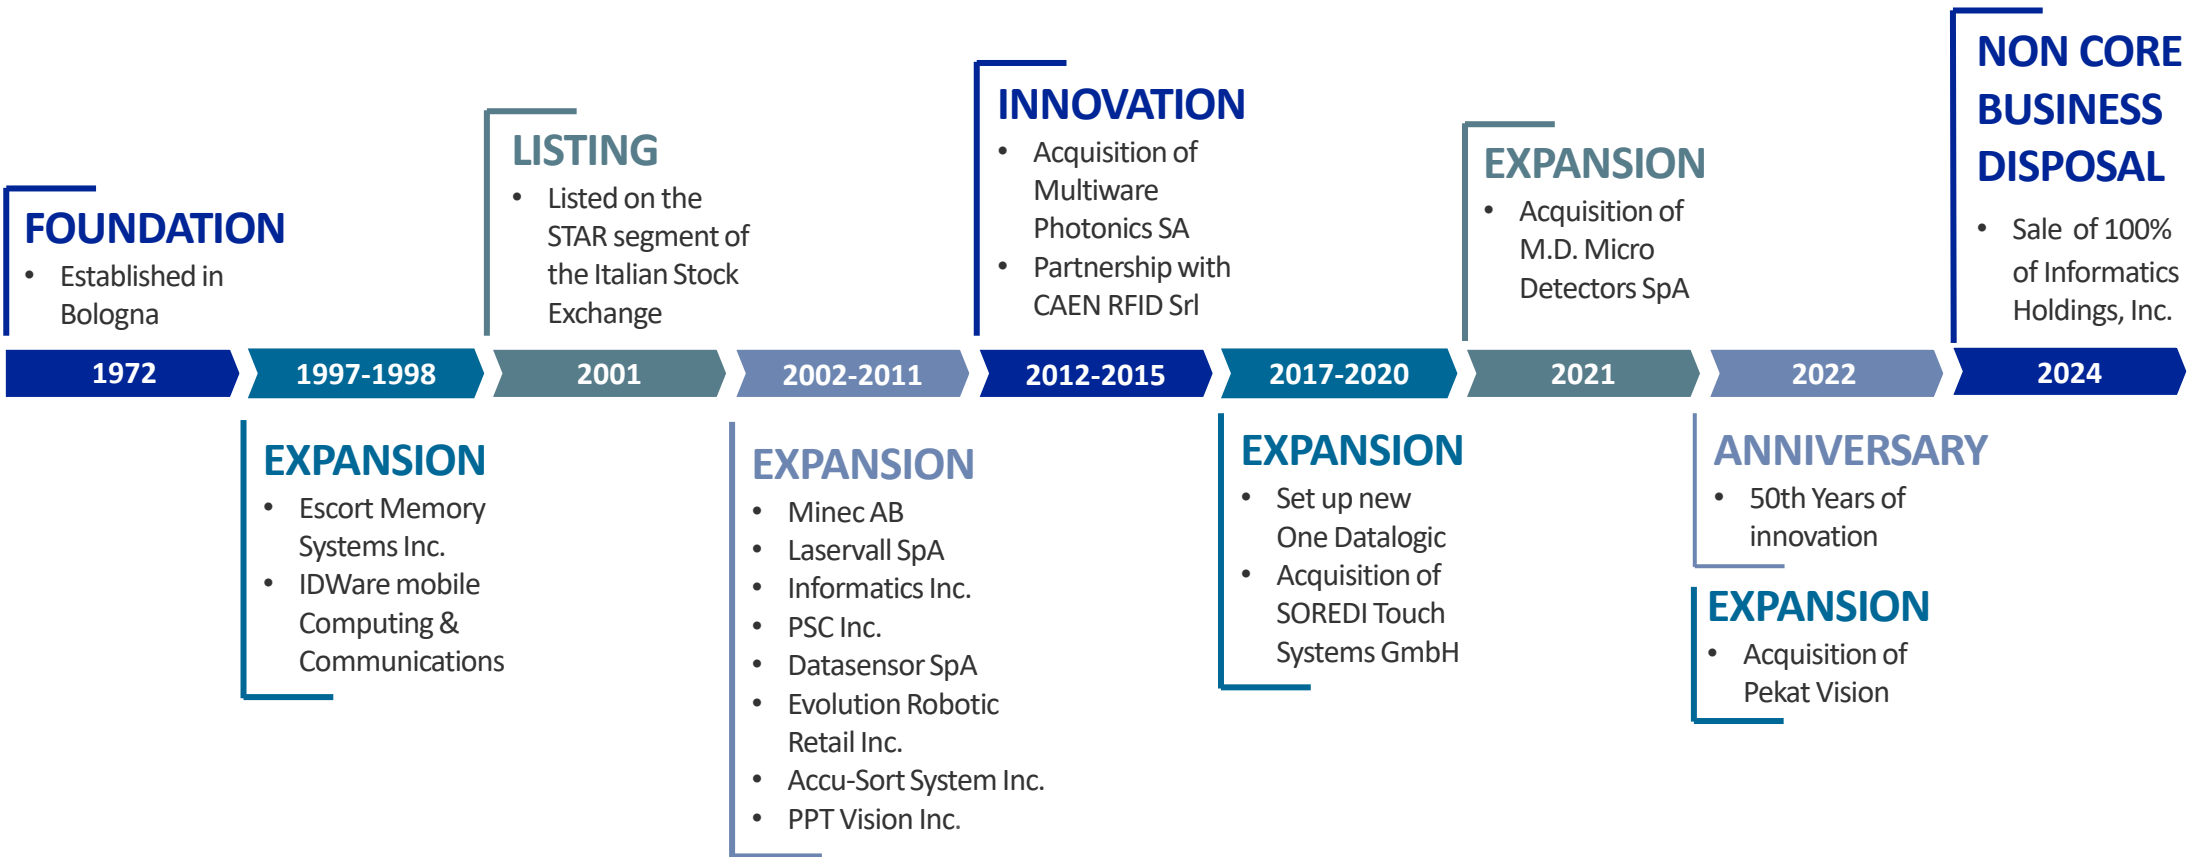 FOUNDATION
• Established in
Bologna
1972
1997-1998
EXPANSION
• Escort Memory
Systems Inc.
• IDWare mobile
Computing &
Communications
LISTING
• Listed on the
STAR segment of
the Italian Stock
Exchange
2001
2002-2011
EXPANSION
• Minec AB
• Laservall SpA
• Informatics Inc.
• PSC Inc.
• Datasensor SpA
• Evolution Robotic
Retail Inc.
• Accu-Sort System Inc.
• PPT Vision Inc.
INNOVATION
• Acquisition of
Multiware
Photonics SA
• Partnership with
CAEN RFID Srl
2012-2015
2017-2020
EXPANSION
• Set up new
One Datalogic
• Acquisition of
SOREDI Touch
Systems GmbH
EXPANSION
• Acquisition of
M.D. Micro
Detectors SpA
2021
2022
ANNIVERSARY
• 50th Years of
innovation
EXPANSION
• Acquisition of
Pekat Vision
NON CORE
BUSINESS
DISPOSAL
• Sale of 100%
of Informatics
Holdings, Inc.
2024